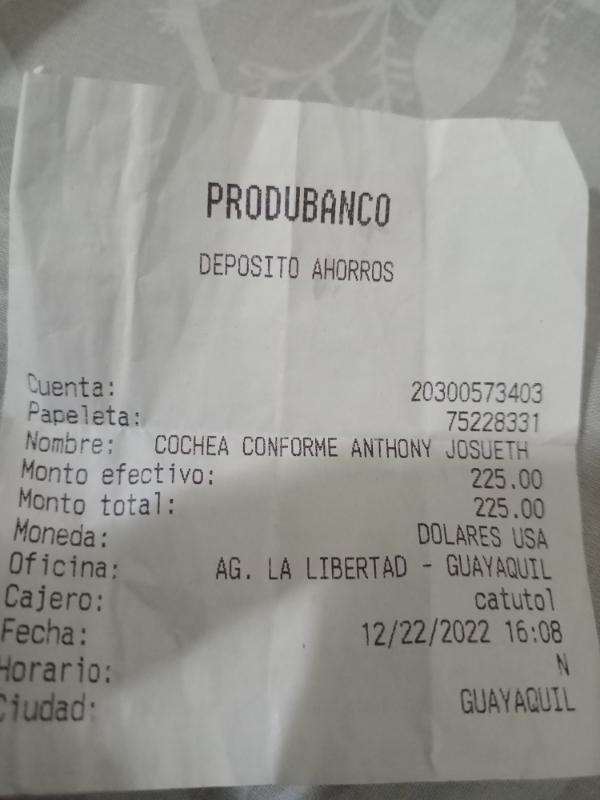 PRODUBANCO
DEPOSITO AHORROS
Cuenta: 20300573403
Papeleta: 75228331
Nombre: COCHEA CONFORME ANTHONY JOSUETH
Monto efectivo: 225.00
Monto total: 225.00
Moneda: DOLARES USA
Oficina: AG. LA LIBERTAD - GUAYAQUIL
Cajero: catutol
Fecha: 12/22/2022 16:08
Horario: N
Ciudad: GUAYAQUIL